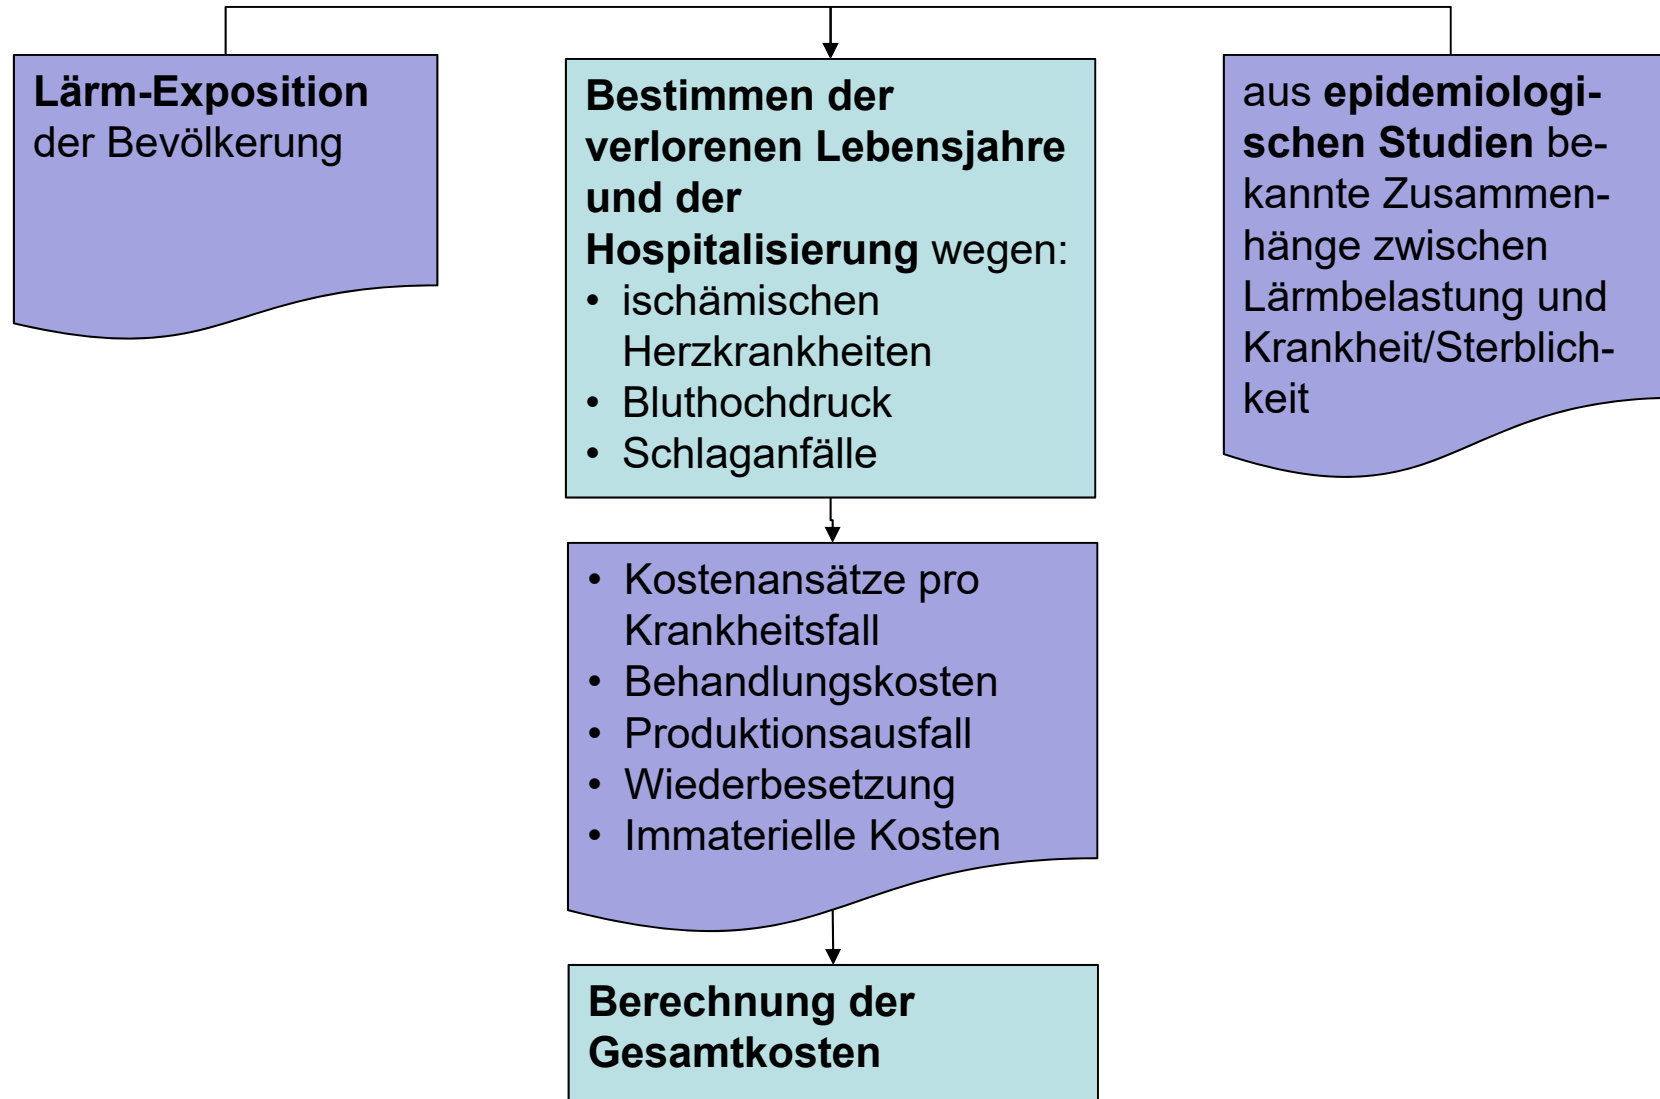 Lärm-Exposition
der Bevölkerung
Bestimmen der
verlorenen Lebensjahre
und der
Hospitalisierung wegen:
• ischämischen
Herzkrankheiten
• Bluthochdruck
• Schlaganfälle
aus epidemiologi-
schen Studien be-
kannte Zusammen-
hänge zwischen
Lärmbelastung und
Krankheit/Sterblich-
keit
• Kostenansätze pro
Krankheitsfall
• Behandlungskosten
• Produktionsausfall
• Wiederbesetzung
• Immaterielle Kosten
Berechnung der
Gesamtkosten